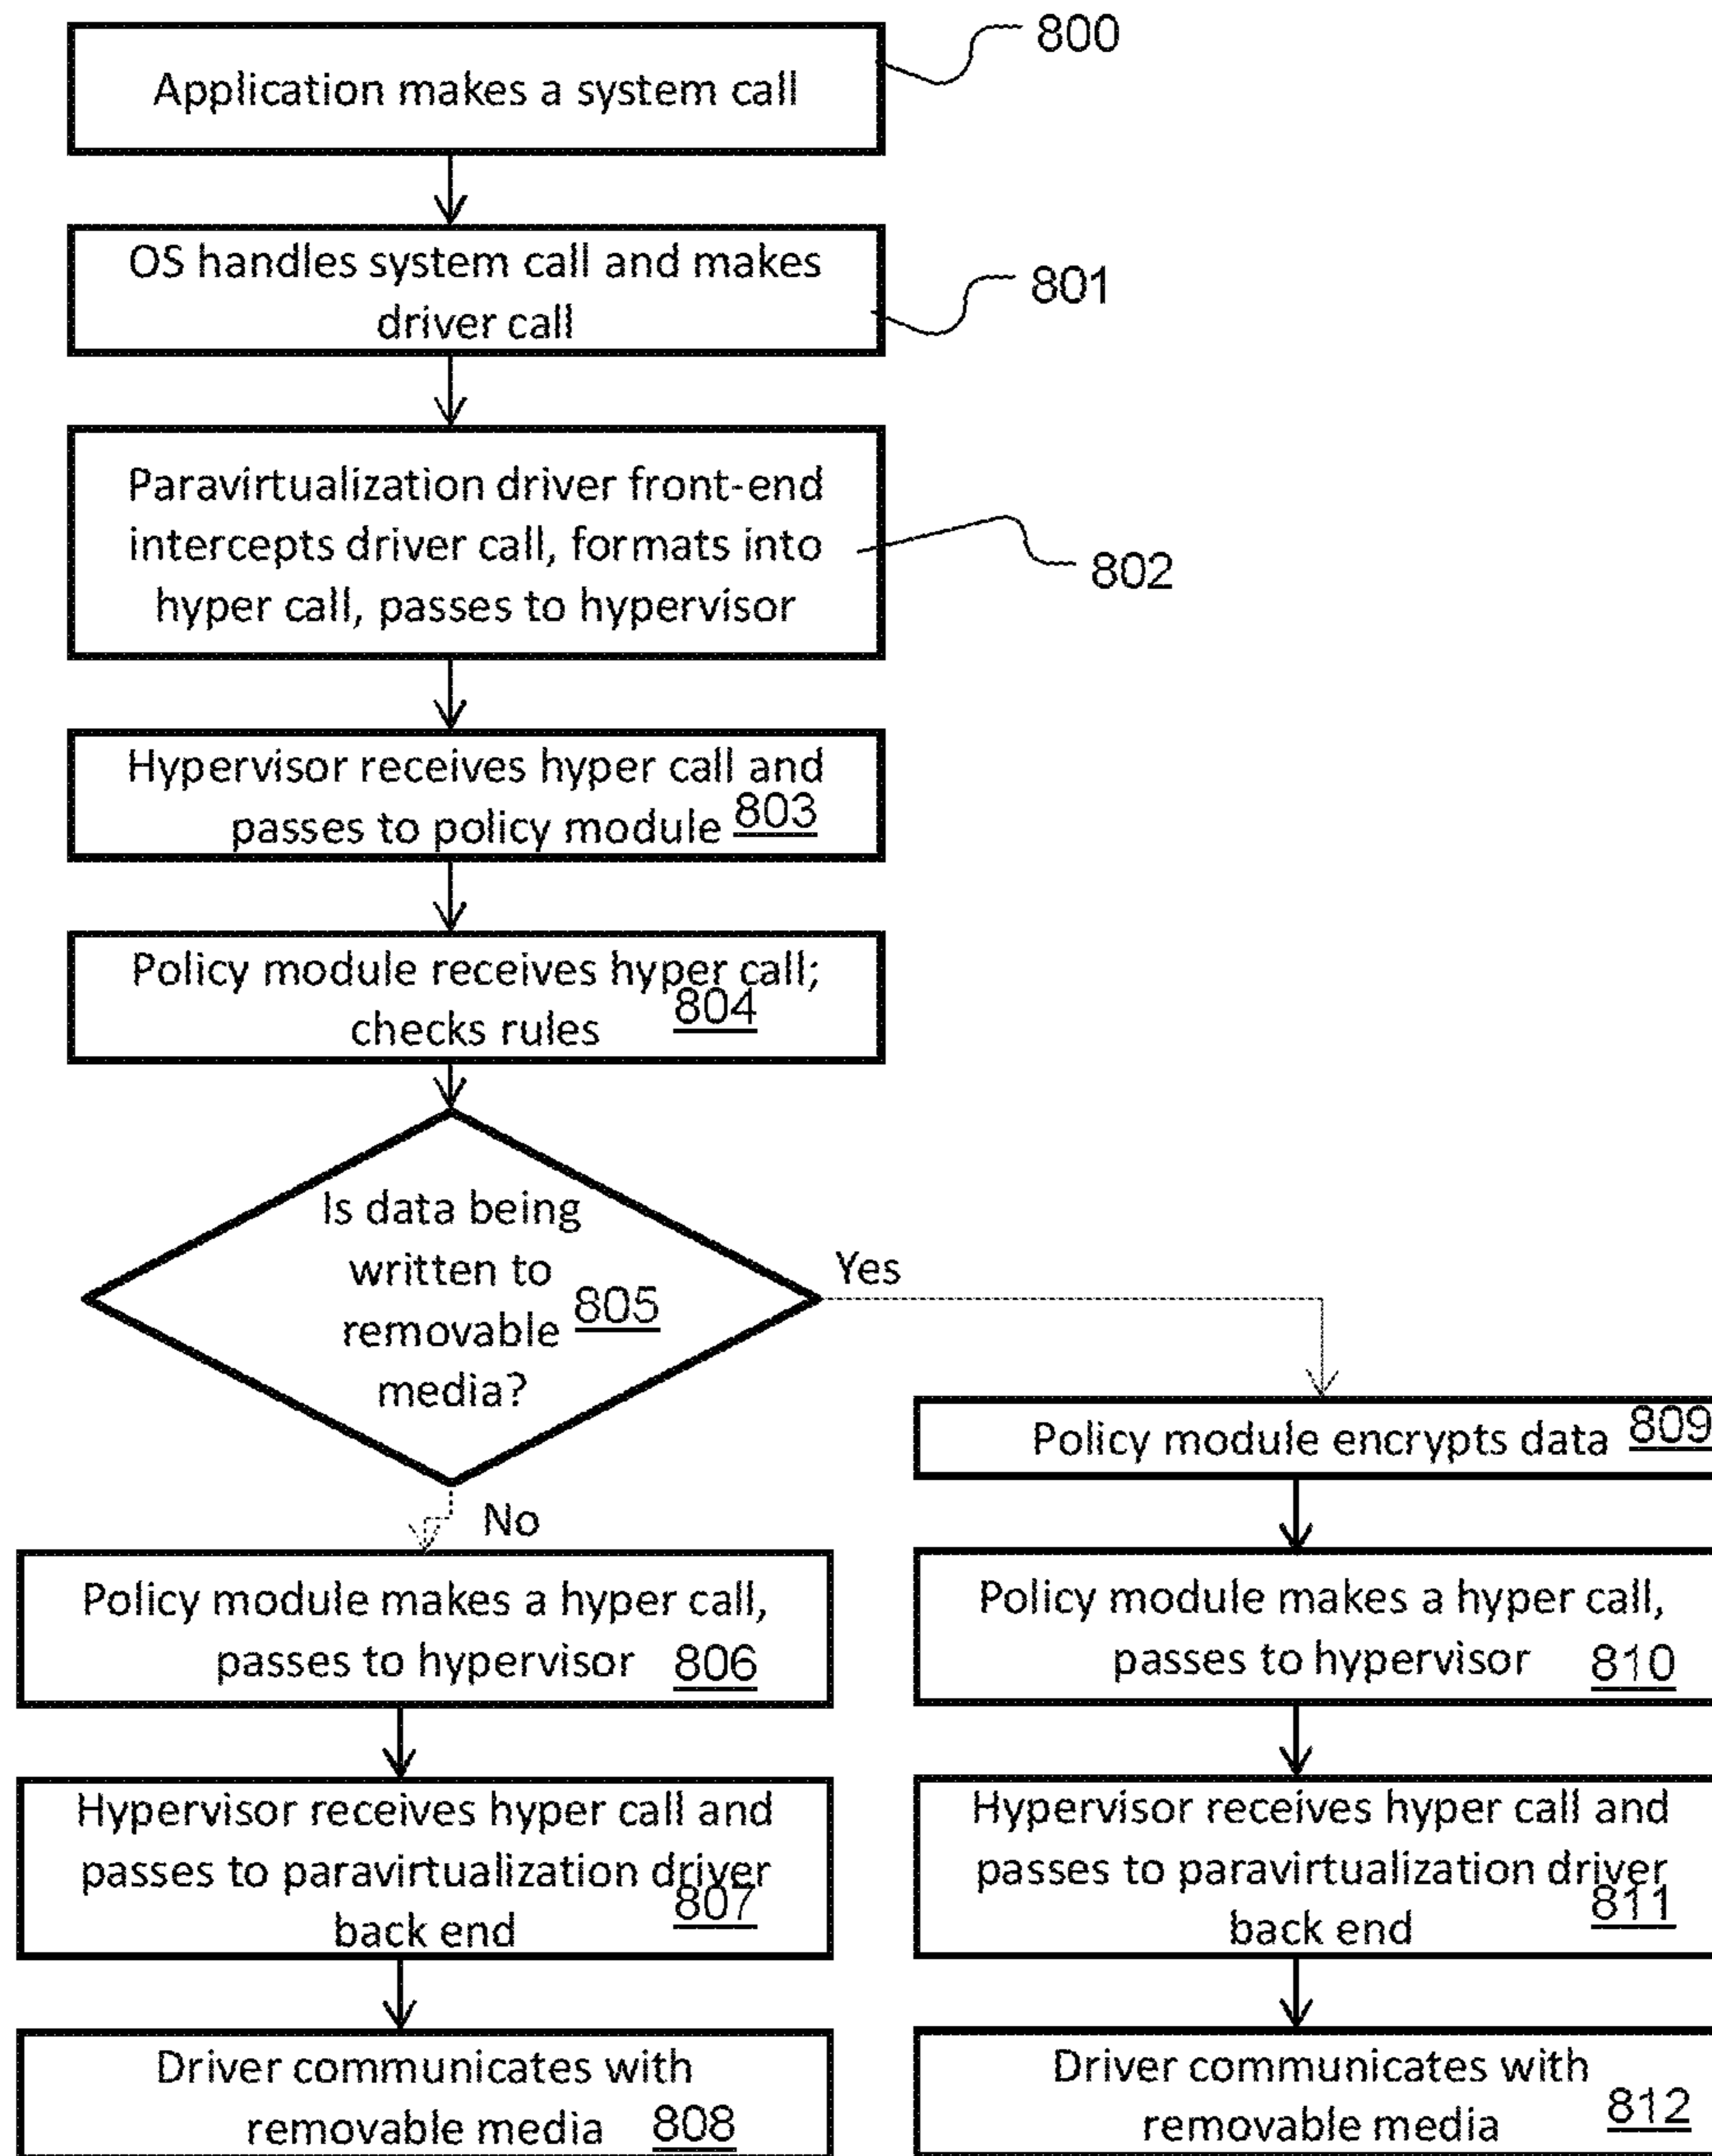 Application makes a system call
800
OS handles system call and makes
driver call
801
Paravirtualization driver front-end
intercepts driver call, formats into
hyper call, passes to hypervisor
802
Hypervisor receives hyper call and
passes to policy module 803
Policy module receives hyper call;
checks rules 804
Is data being
written to
removable 805
media?
Yes
No
Policy module makes a hyper call,
passes to hypervisor 806
Hypervisor receives hyper call and
passes to paravirtualization driver
back end 807
Driver communicates with
removable media 808
Policy module encrypts data 809
Policy module makes a hyper call,
passes to hypervisor 810
Hypervisor receives hyper call and
passes to paravirtualization driver
back end 811
Driver communicates with
removable media 812